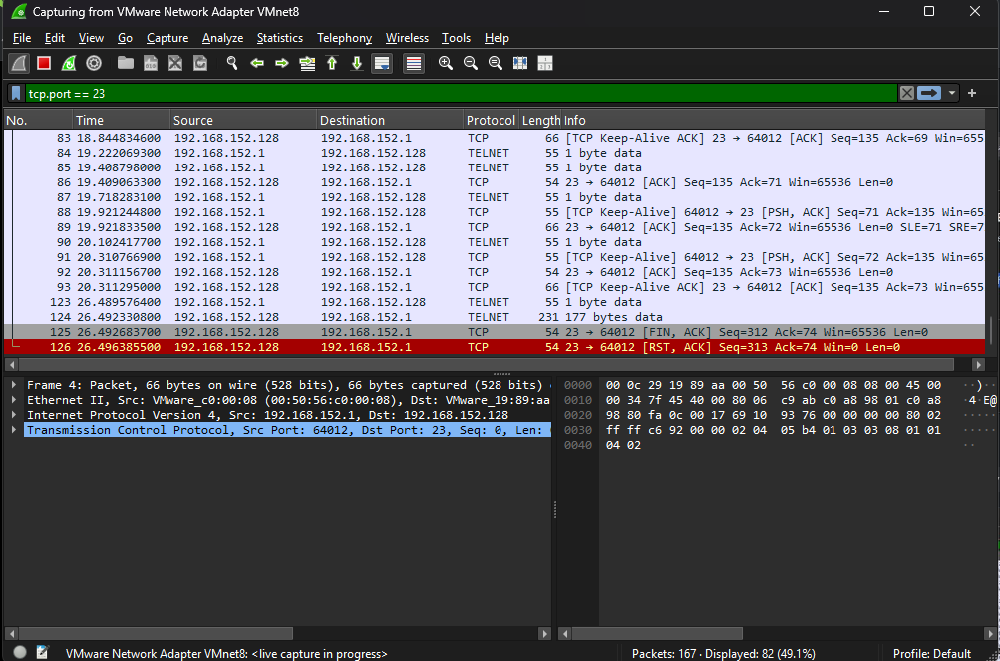 Capturing from VMware Network Adapter VMnet8
File Edit View Go Capture Analyze Statistics Telephony Wireless Tools Help
tcp.port == 23
No. Time Source Destination Protocol Length Info
83 18.844834600 192.168.152.128 192.168.152.1 TCP 66 [TCP Keep-Alive ACK] 23 → 64012 [ACK] Seq=135 Ack=69 Win=655
84 19.222069300 192.168.152.1 192.168.152.128 TELNET 55 1 byte data
85 19.408798000 192.168.152.1 192.168.152.128 TELNET 55 1 byte data
86 19.409063300 192.168.152.128 192.168.152.1 TCP 54 23 → 64012 [ACK] Seq=135 Ack=71 Win=65536 Len=0
87 19.718283100 192.168.152.1 192.168.152.128 TELNET 55 1 byte data
88 19.921244800 192.168.152.1 192.168.152.128 TCP 55 [TCP Keep-Alive] 64012 → 23 [PSH, ACK] Seq=71 Ack=135 Win=65
89 19.921833500 192.168.152.128 192.168.152.1 TCP 66 23 → 64012 [ACK] Seq=135 Ack=72 Win=65536 Len=0 SLE=71 SRE=7
90 20.102417700 192.168.152.1 192.168.152.128 TELNET 55 1 byte data
91 20.310766900 192.168.152.1 192.168.152.128 TCP 55 [TCP Keep-Alive] 64012 → 23 [PSH, ACK] Seq=72 Ack=135 Win=65
92 20.311156700 192.168.152.128 192.168.152.1 TCP 54 23 → 64012 [ACK] Seq=135 Ack=73 Win=65536 Len=0
93 20.311295000 192.168.152.128 192.168.152.1 TCP 66 [TCP Keep-Alive ACK] 23 → 64012 [ACK] Seq=135 Ack=73 Win=655
123 26.489576400 192.168.152.1 192.168.152.128 TELNET 55 1 byte data
124 26.492330800 192.168.152.128 192.168.152.1 TELNET 231 177 bytes data
125 26.492683700 192.168.152.128 192.168.152.1 TCP 54 23 → 64012 [FIN, ACK] Seq=312 Ack=74 Win=65536 Len=0
126 26.496385500 192.168.152.128 192.168.152.1 TCP 54 23 → 64012 [RST, ACK] Seq=313 Ack=74 Win=0 Len=0
Frame 4: Packet, 66 bytes on wire (528 bits), 66 bytes captured (528 bits)
Ethernet II, Src: VMware_c0:00:08 (00:50:56:c0:00:08), Dst: VMware_19:89:aa
Internet Protocol Version 4, Src: 192.168.152.1, Dst: 192.168.152.128
Transmission Control Protocol, Src Port: 64012, Dst Port: 23, Seq: 0, Len:
0000 00 0c 29 19 89 aa 00 50 56 c0 00 08 08 00 45 00 ··)·····
0010 00 34 7f 45 40 00 80 06 c9 ab c0 a8 98 01 c0 a8 ·4·E@
0020 98 80 fa 0c 00 17 69 10 93 76 00 00 00 00 80 02
0030 ff ff c6 92 00 00 02 04 05 b4 01 03 03 08 01 01
0040 04 02 ··
VMware Network Adapter VMnet8: <live capture in progress>
Packets: 167 · Displayed: 82 (49.1%)
Profile: Default